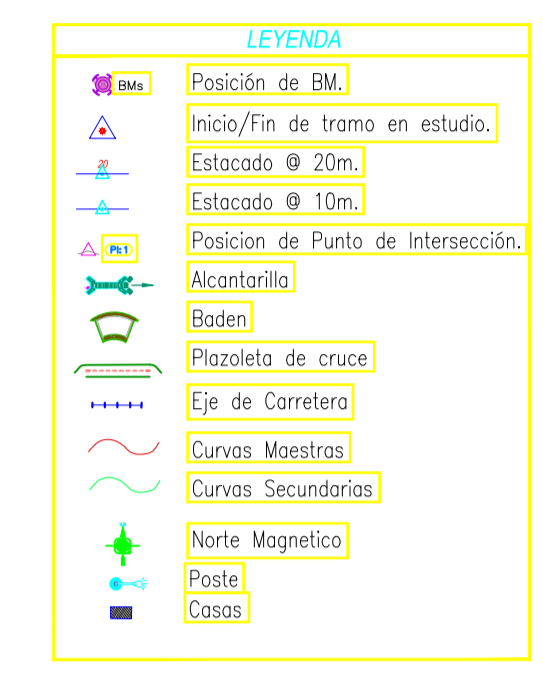 LEYENDA
BMs Posición de BM.
Inicio/Fin de tramo en estudio.
20 Estacado @ 20m.
Estacado @ 10m.
PI:1 Posicion de Punto de Intersección.
Alcantarilla
Baden
Plazoleta de cruce
Eje de Carretera
Curvas Maestras
Curvas Secundarias
Norte Magnetico
Poste
Casas